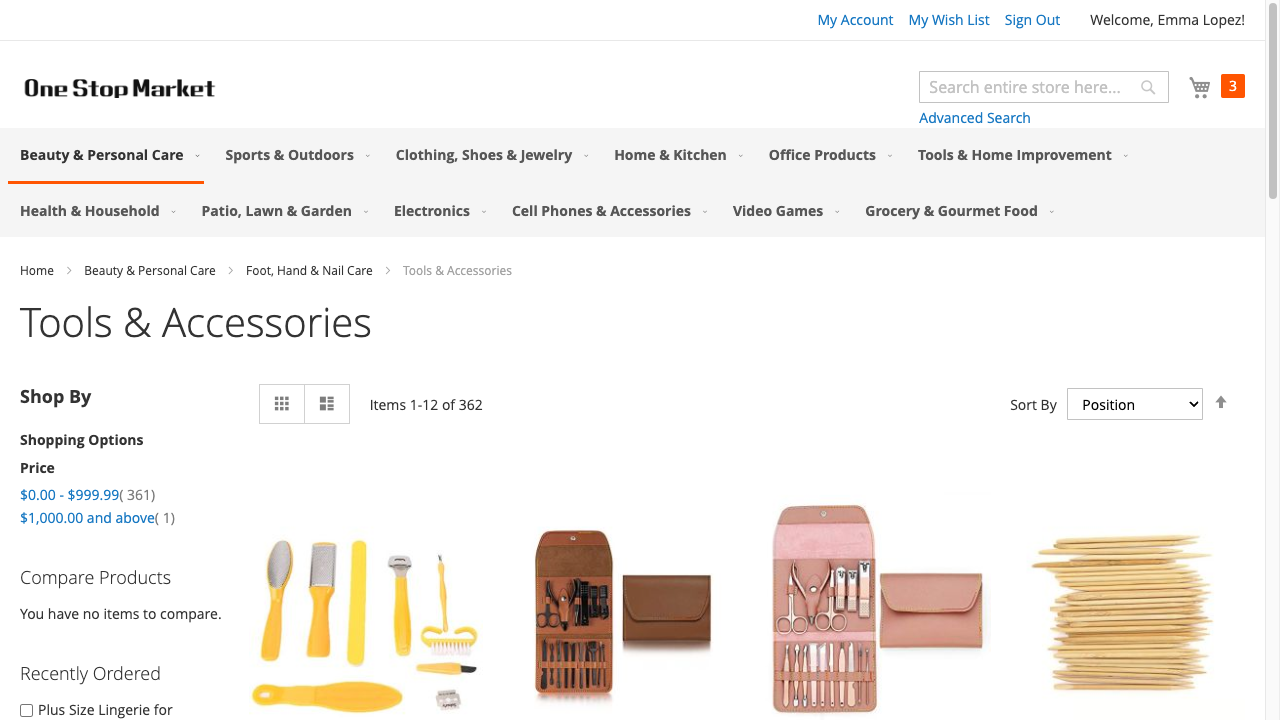 My Account My Wish List Sign Out Welcome, Emma Lopez!
One Stop Market
Search entire store here...
3
Advanced Search
Beauty & Personal Care Sports & Outdoors Clothing, Shoes & Jewelry Home & Kitchen Office Products Tools & Home Improvement
Health & Household Patio, Lawn & Garden Electronics Cell Phones & Accessories Video Games Grocery & Gourmet Food
Home Beauty & Personal Care Foot, Hand & Nail Care Tools & Accessories
Tools & Accessories
Shop By
Items 1-12 of 362
Sort By Position
Shopping Options
Price
$0.00 - $999.99( 361)
$1,000.00 and above( 1)
Compare Products
You have no items to compare.
Recently Ordered
Plus Size Lingerie for